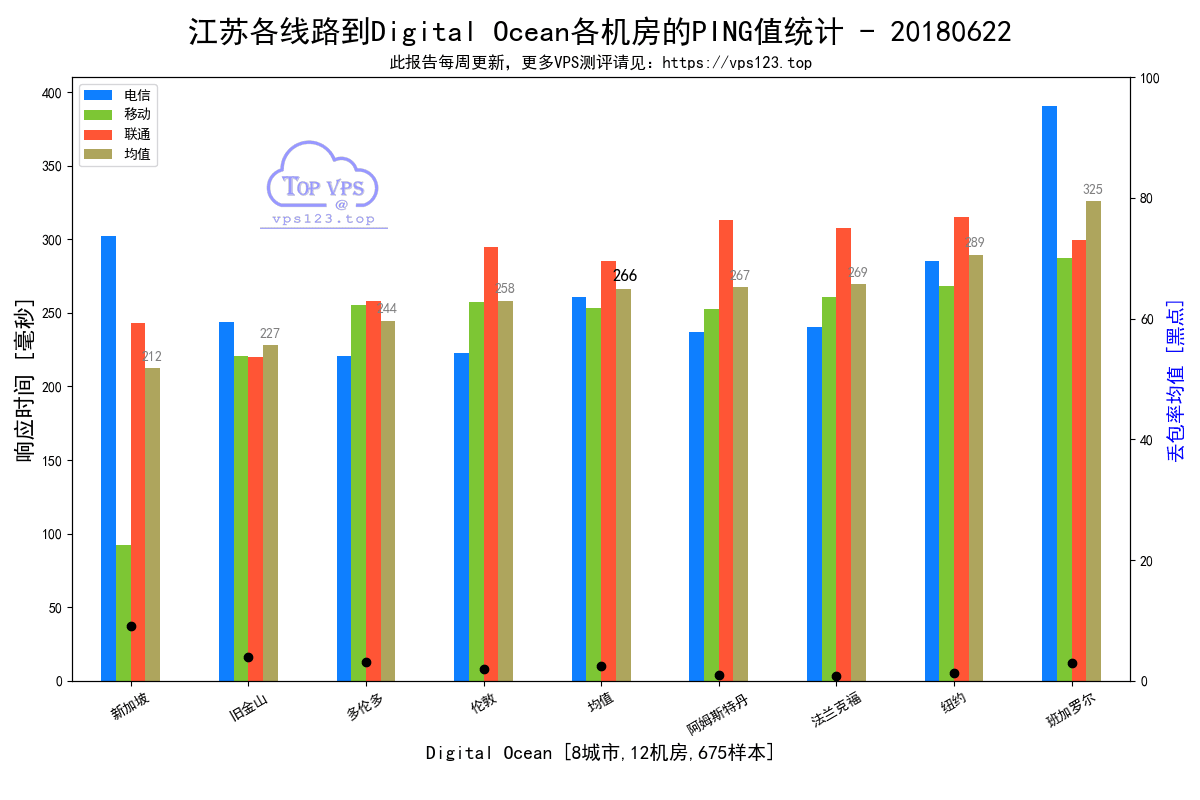 江苏各线路到Digital Ocean各机房的PING值统计 - 20180622
此报告每周更新，更多VPS测评请见：https://vps123.top
电信
移动
联通
均值
TOP VPS
@
vps123.top
响应时间 [毫秒]
400
350
300
250
200
150
100
50
0
212
227
244
258
266
267
269
289
325
100
80
60
40
20
0
丢包率均值 [黑点]
新加坡
旧金山
多伦多
伦敦
均值
阿姆斯特丹
法兰克福
纽约
班加罗尔
Digital Ocean [8城市,12机房,675样本]